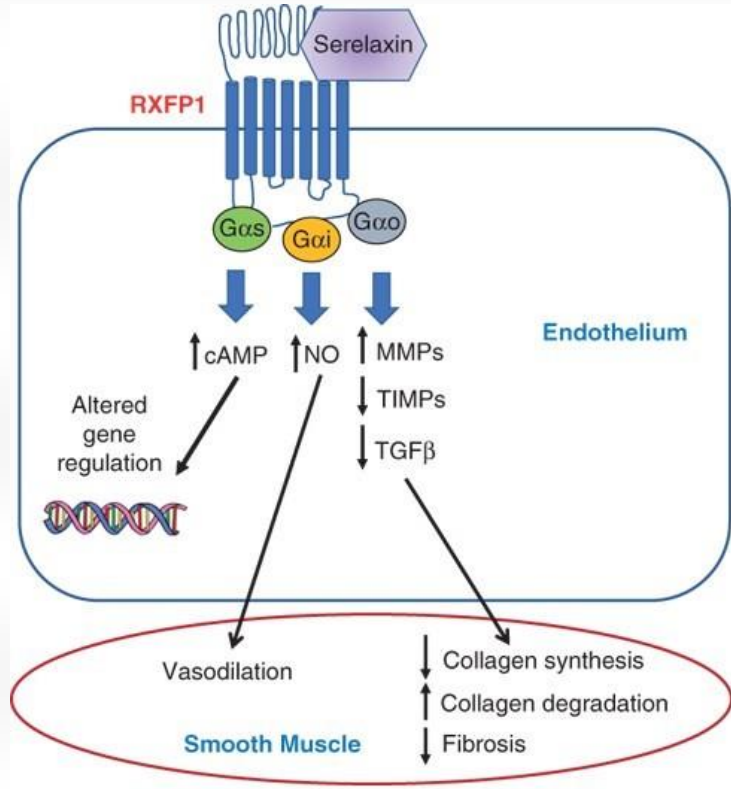 Serelaxin
RXFP1
Gαs
Gαi
Gαo
↑cAMP
↑NO
↑MMPs
↓TIMPs
↓TGFβ
Endothelium
Altered
gene
regulation
Vasodilation
↓Collagen synthesis
↑Collagen degradation
↓Fibrosis
Smooth Muscle